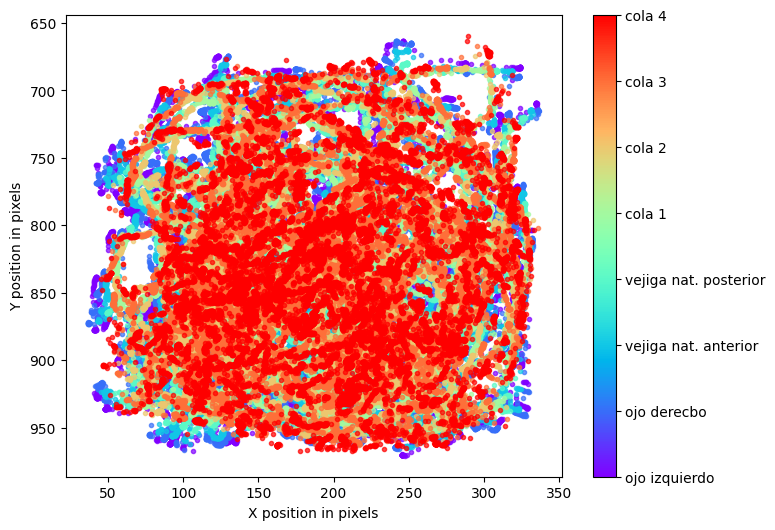 650
700
750
800
850
900
950
Y position in pixels
50
100
150
200
250
300
350
X position in pixels
cola 4
cola 3
cola 2
cola 1
vejiga nat. posterior
vejiga nat. anterior
ojo derecbo
ojo izquierdo